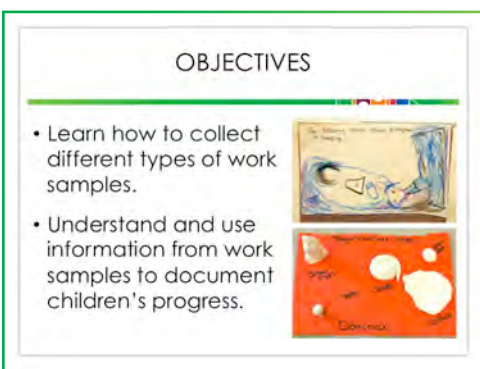 OBJECTIVES
• Learn how to collect
different types of work
samples.
• Understand and use
information from work
samples to document
children's progress.